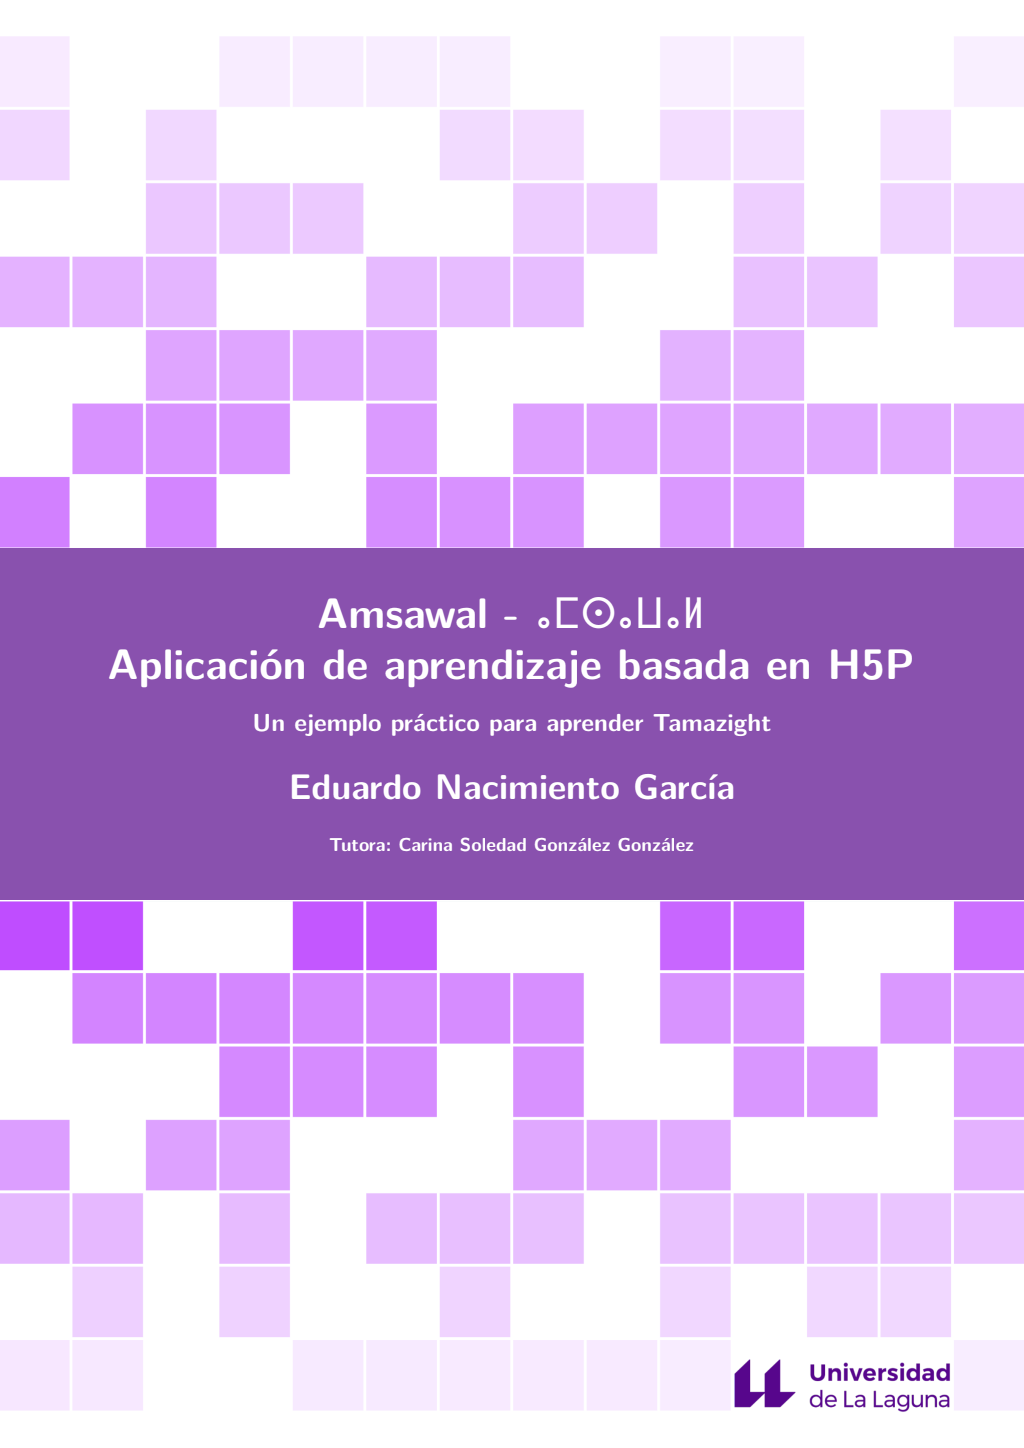 Amsawal - ⴰⵎⵙⴰⵡⴰⵍ
Aplicación de aprendizaje basada en H5P
Un ejemplo práctico para aprender Tamazight
Eduardo Nacimiento García
Tutora: Carina Soledad González González
Universidad
de La Laguna